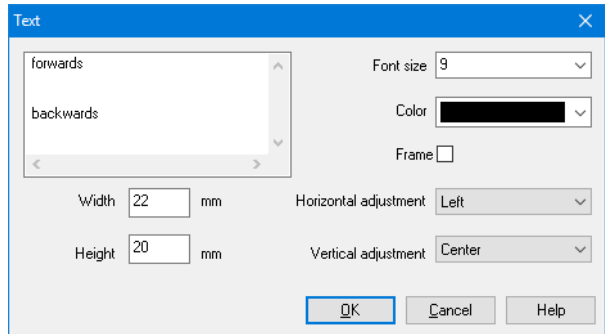 Text
forwards
backwards
Font size 9
Color
Frame
Width 22 mm
Horizontal adjustment Left
Height 20 mm
Vertical adjustment Center
OK Cancel Help